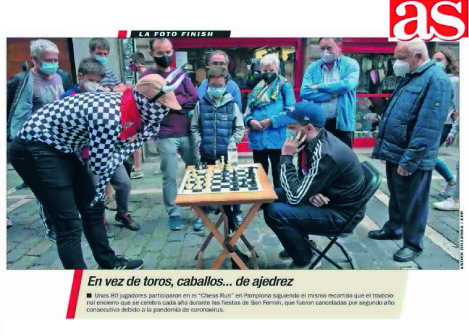 as
LA FOTO FINISH
En vez de toros, caballos... de ajedrez
■ Unos 80 jugadores participaron en el "Chess Run" en Pamplona siguiendo el mismo recorrido que el tradicio-
nal encierro que se celebra cada año durante las fiestas de San Fermín, que fueron canceladas por segundo año
consecutivo debido a la pandemia de coronavirus.